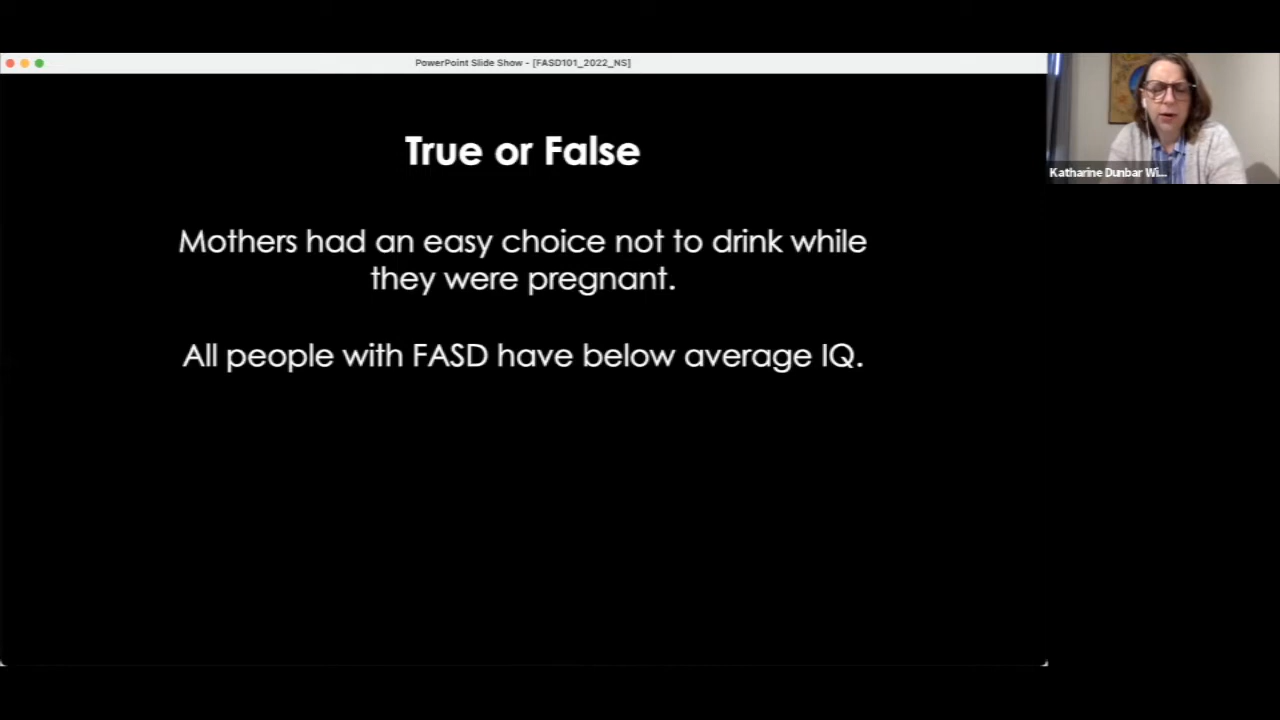 PowerPoint Slide Show - [FASD101_2022_NS]
True or False
Mothers had an easy choice not to drink while
they were pregnant.
All people with FASD have below average IQ.
Katharine Dunbar Wi...